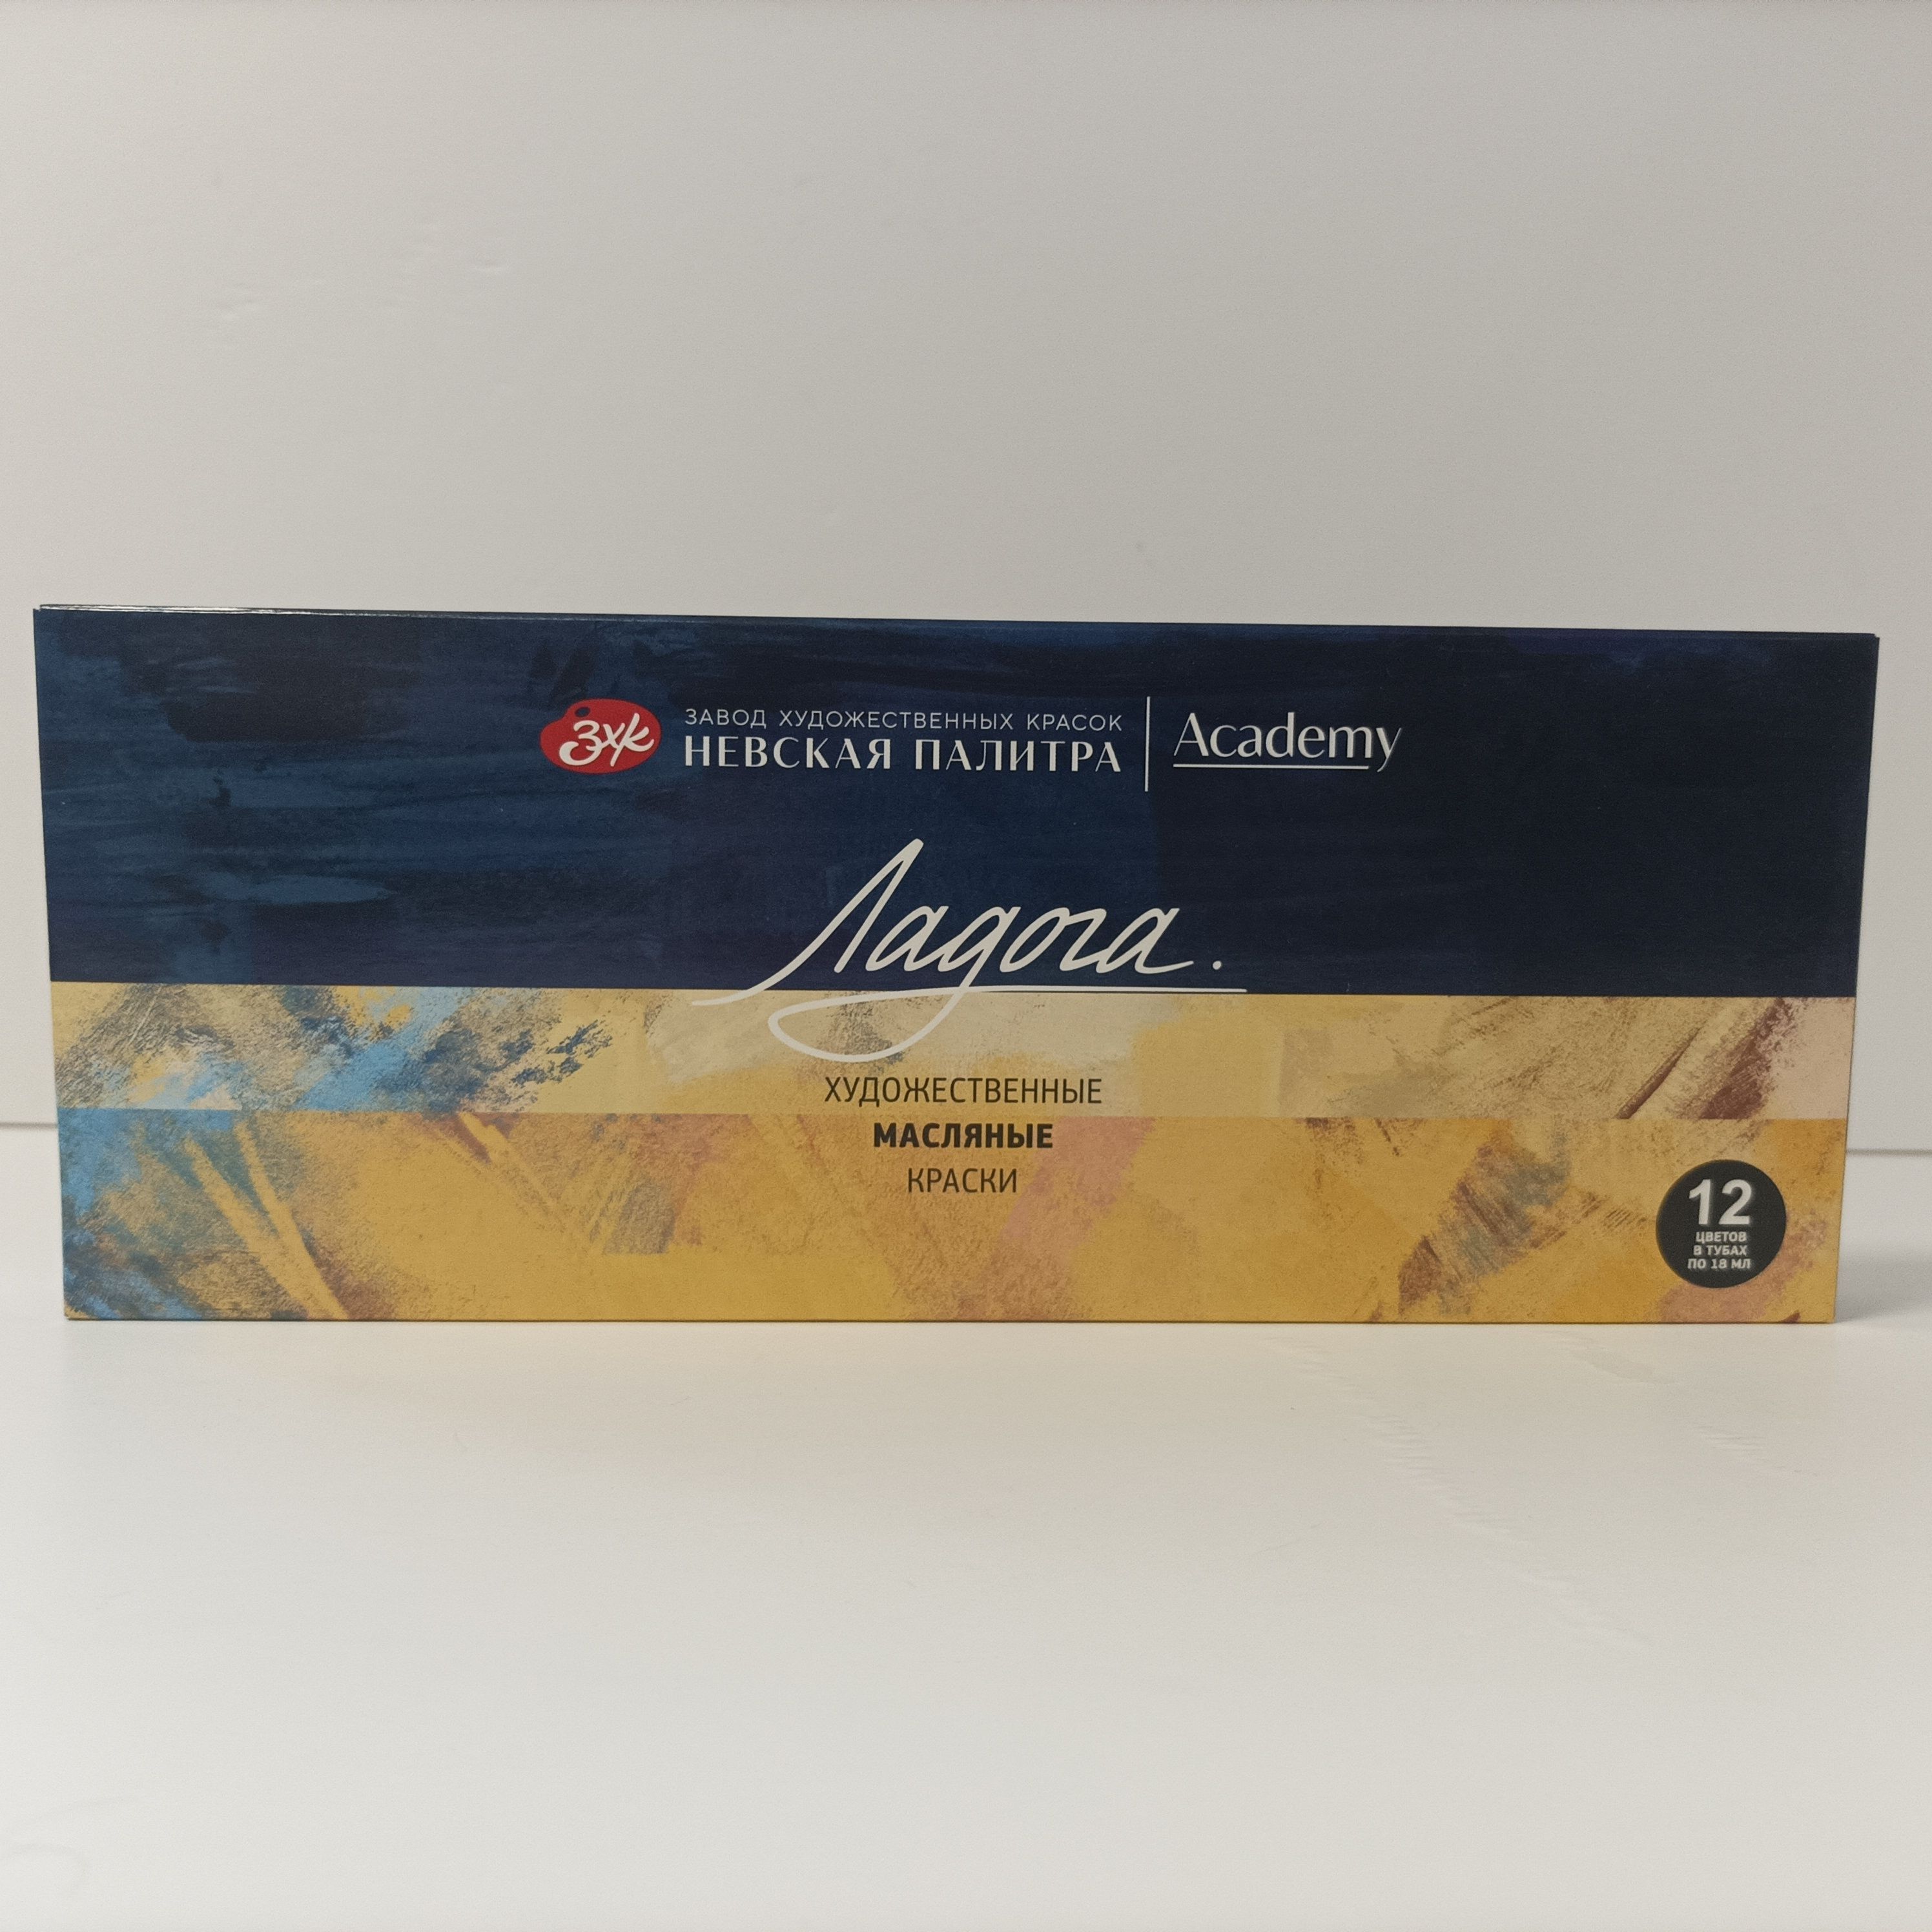 ЗХК
ЗАВОД ХУДОЖЕСТВЕННЫХ КРАСОК
НЕВСКАЯ ПАЛИТРА
Academy
Ладога.
ХУДОЖЕСТВЕННЫЕ
МАСЛЯНЫЕ
КРАСКИ
12
ЦВЕТОВ
В ТУБАХ
ПО 18 МЛ